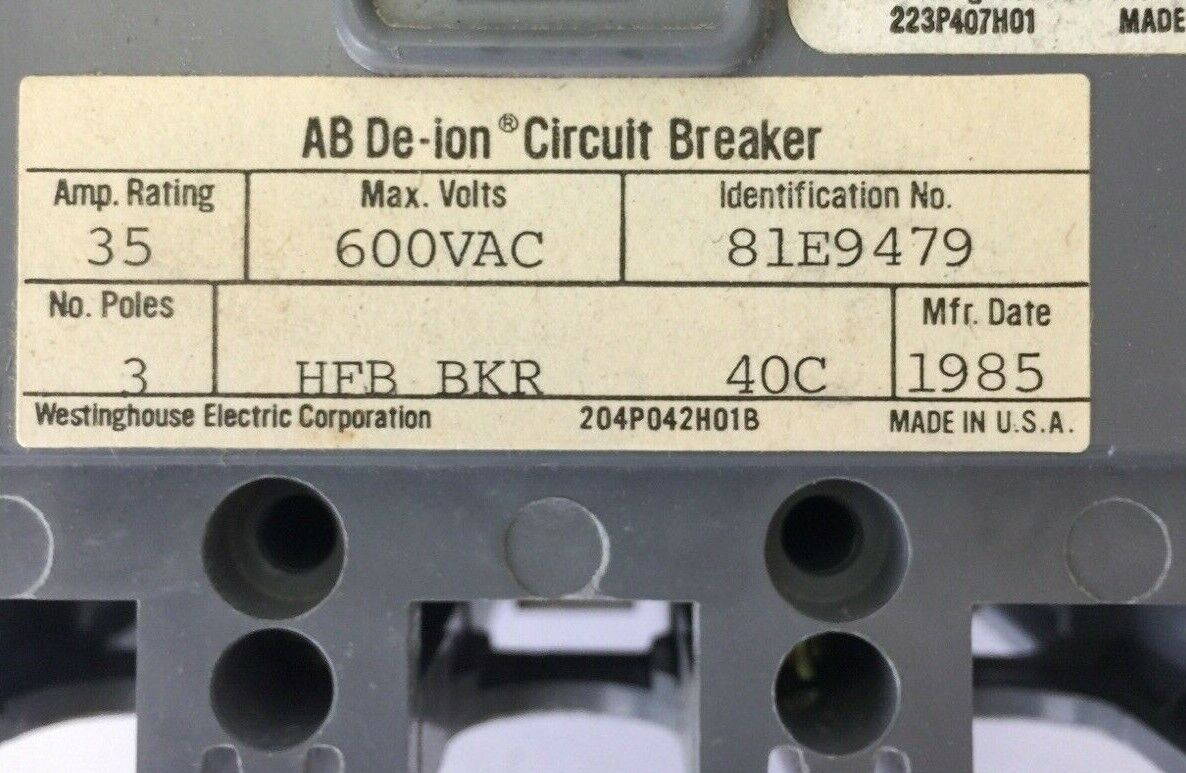 223P407H01 MADE
AB De-ion® Circuit Breaker
Amp. Rating Max. Volts Identification No.
35 600VAC 81E9479
No. Poles Mfr. Date
3 HFB BKR 40C 1985
Westinghouse Electric Corporation 204P042H01B MADE IN U.S.A.